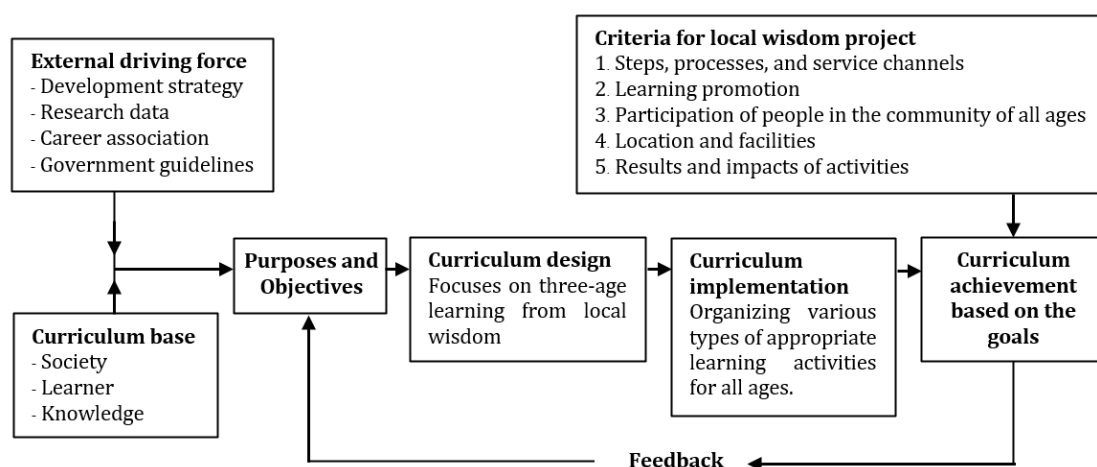 External driving force
- Development strategy
- Research data
- Career association
- Government guidelines
Criteria for local wisdom project
1. Steps, processes, and service channels
2. Learning promotion
3. Participation of people in the community of all ages
4. Location and facilities
5. Results and impacts of activities
Curriculum base
- Society
- Learner
- Knowledge
Purposes and
Objectives
Curriculum design
Focuses on three-age
learning from local
wisdom
Curriculum
implementation
Organizing various
types of appropriate
learning activities
for all ages.
Curriculum
achievement
based on the
goals
Feedback